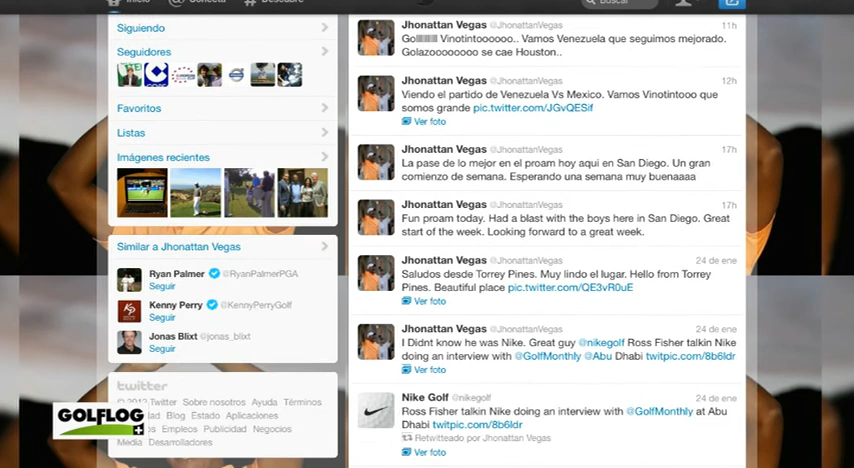 Inicio
Conecta
Descubre
Buscar
Siguiendo
Seguidores
Favoritos
Listas
Imágenes recientes
Similar a Jhonattan Vegas
Ryan Palmer @RyanPalmerPGA
Seguir
Kenny Perry @KennyPerryGolf
Seguir
Jonas Blixt @jonas_blixt
Seguir
twitter
© 2012 Twitter Sobre nosotros Ayuda Términos
Blog Estado Aplicaciones
Empleos Publicidad Negocios
Media Desarrolladores
GOLFLOG
Jhonattan Vegas @JhonattanVegas 11h
Vinotintoooooo.. Vamos Venezuela que seguimos mejorado.
Golazoooooooo se cae Houston..
Jhonattan Vegas @JhonattanVegas 12h
Viendo el partido de Venezuela Vs Mexico. Vamos Vinotintooo que
somos grande pic.twitter.com/JGvQESif
Ver foto
Jhonattan Vegas @JhonattanVegas 17h
La pase de lo mejor en el proam hoy aqui en San Diego. Un gran
comienzo de semana. Esperando una semana muy buenaaaa
Jhonattan Vegas @JhonattanVegas 17h
Fun proam today. Had a blast with the boys here in San Diego. Great
start of the week. Looking forward to a great week.
Jhonattan Vegas @JhonattanVegas 24 de ene
Saludos desde Torrey Pines. Muy lindo el lugar. Hello from Torrey
Pines. Beautiful place pic.twitter.com/QE3vR0uE
Ver foto
Jhonattan Vegas @JhonattanVegas 24 de ene
I Didnt know he was Nike. Great guy @nikegolf Ross Fisher talkin Nike
doing an interview with @GolfMonthly @Abu Dhabi twitpic.com/8b6ldr
Ver foto
Nike Golf @nikegolf 24 de ene
Ross Fisher talkin Nike doing an interview with @GolfMonthly at Abu
Dhabi twitpic.com/8b6ldr
Retwitteado por Jhonattan Vegas
Ver foto